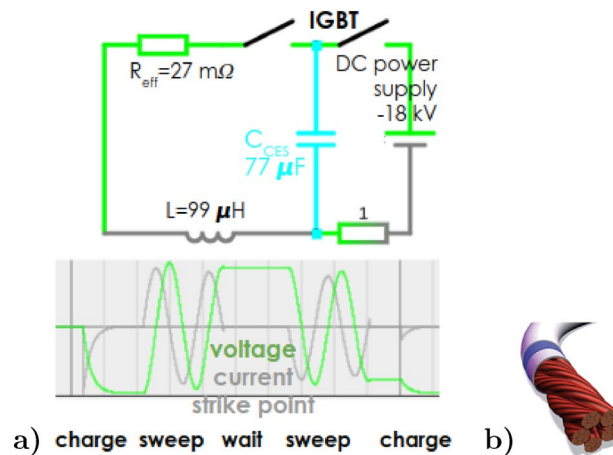 IGBT
R_eff=27 mΩ
DC power
supply
-18 kV
C_CES
77 μF
L=99 μH
1
voltage
current
strike point
a) charge sweep wait sweep charge b)